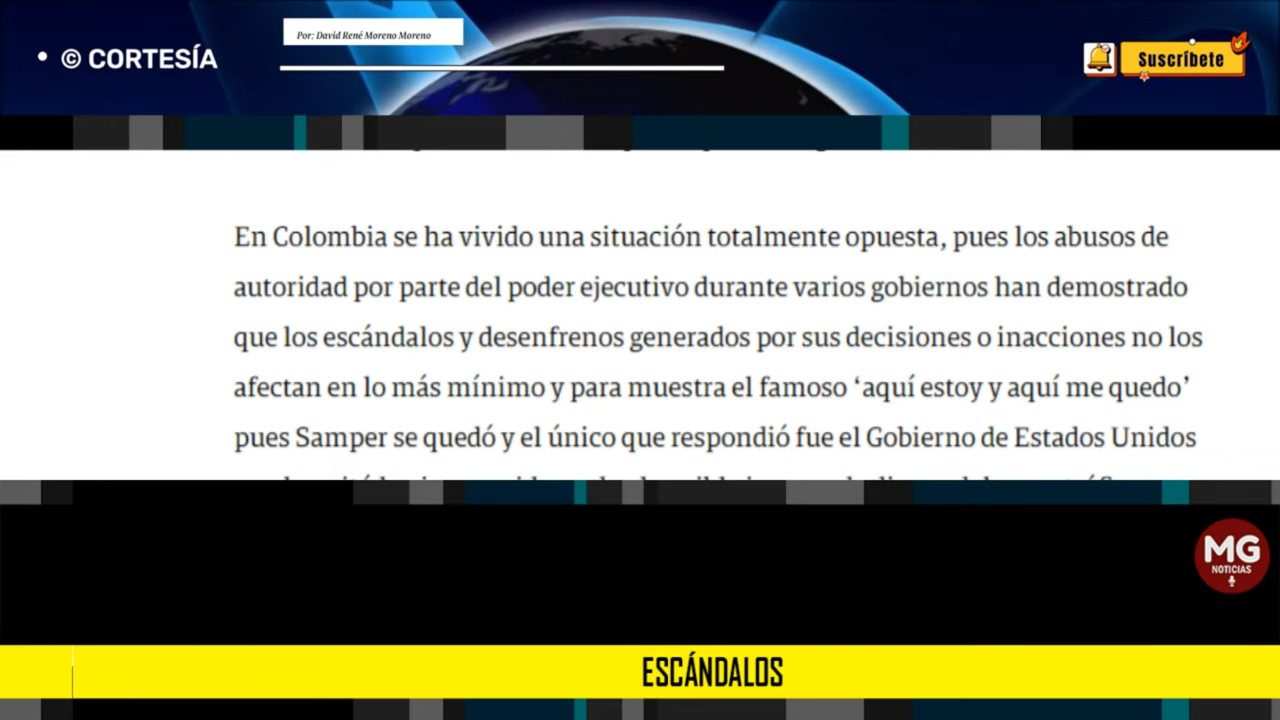 Por: David René Moreno Moreno
• © CORTESÍA
Suscríbete
En Colombia se ha vivido una situación totalmente opuesta, pues los abusos de
autoridad por parte del poder ejecutivo durante varios gobiernos han demostrado
que los escándalos y desenfrenos generados por sus decisiones o inacciones no los
afectan en lo más mínimo y para muestra el famoso ‘aquí estoy y aquí me quedo’
pues Samper se quedó y el único que respondió fue el Gobierno de Estados Unidos
MG
NOTICIAS
ESCÁNDALOS